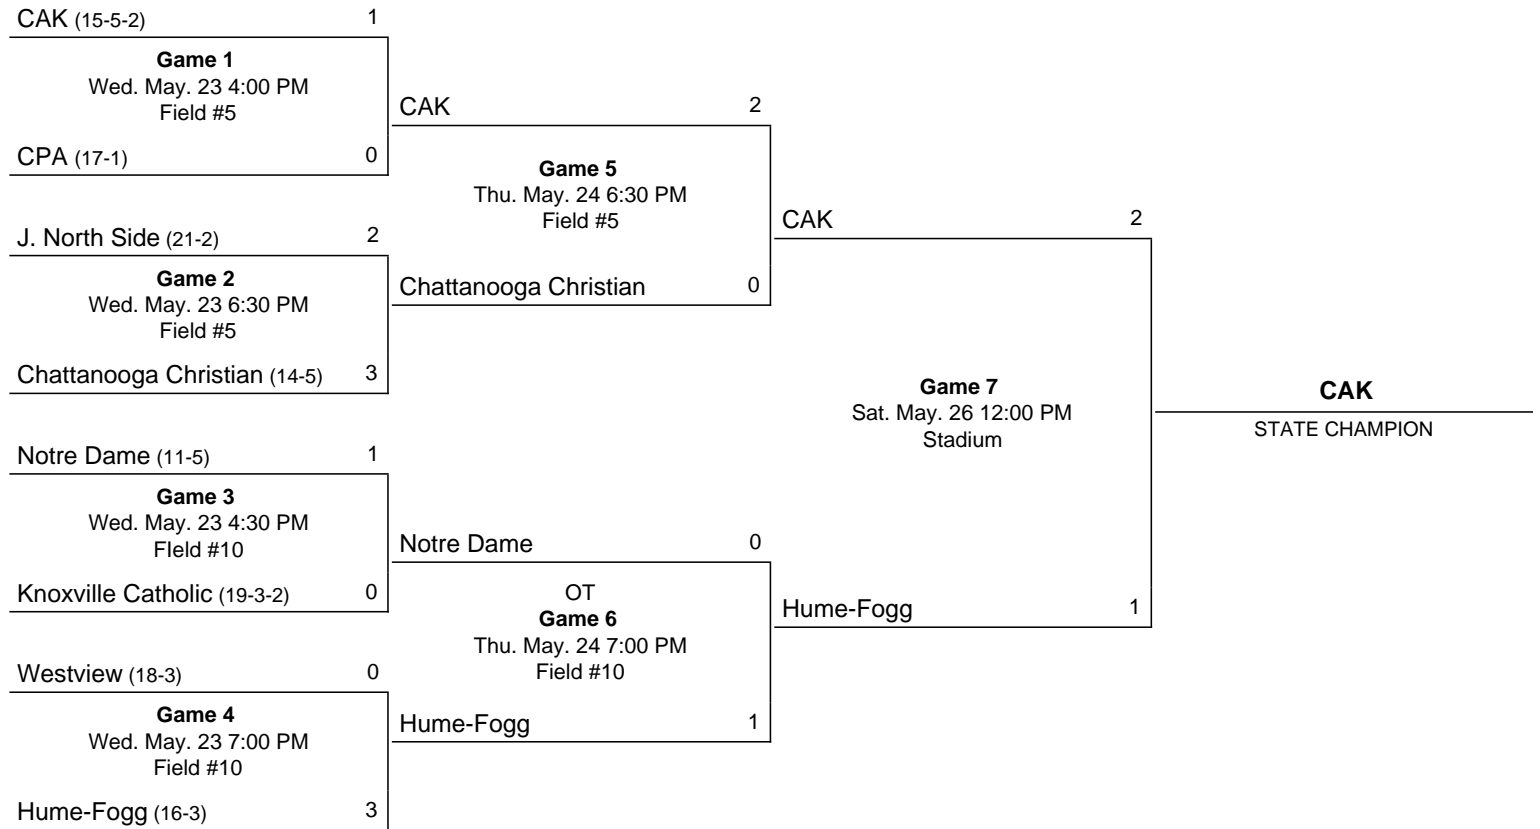 CAK (15-5-2) 1
Game 1
Wed. May. 23 4:00 PM
Field #5
CPA (17-1) 0
J. North Side (21-2) 2
Game 2
Wed. May. 23 6:30 PM
Field #5
Chattanooga Christian (14-5) 3
Notre Dame (11-5) 1
Game 3
Wed. May. 23 4:30 PM
FIeld #10
Knoxville Catholic (19-3-2) 0
Westview (18-3) 0
Game 4
Wed. May. 23 7:00 PM
Field #10
Hume-Fogg (16-3) 3
CAK 2
Game 5
Thu. May. 24 6:30 PM
Field #5
Chattanooga Christian 0
Notre Dame 0
OT
Game 6
Thu. May. 24 7:00 PM
Field #10
Hume-Fogg 1
CAK 2
Game 7
Sat. May. 26 12:00 PM
Stadium
Hume-Fogg 1
CAK
STATE CHAMPION